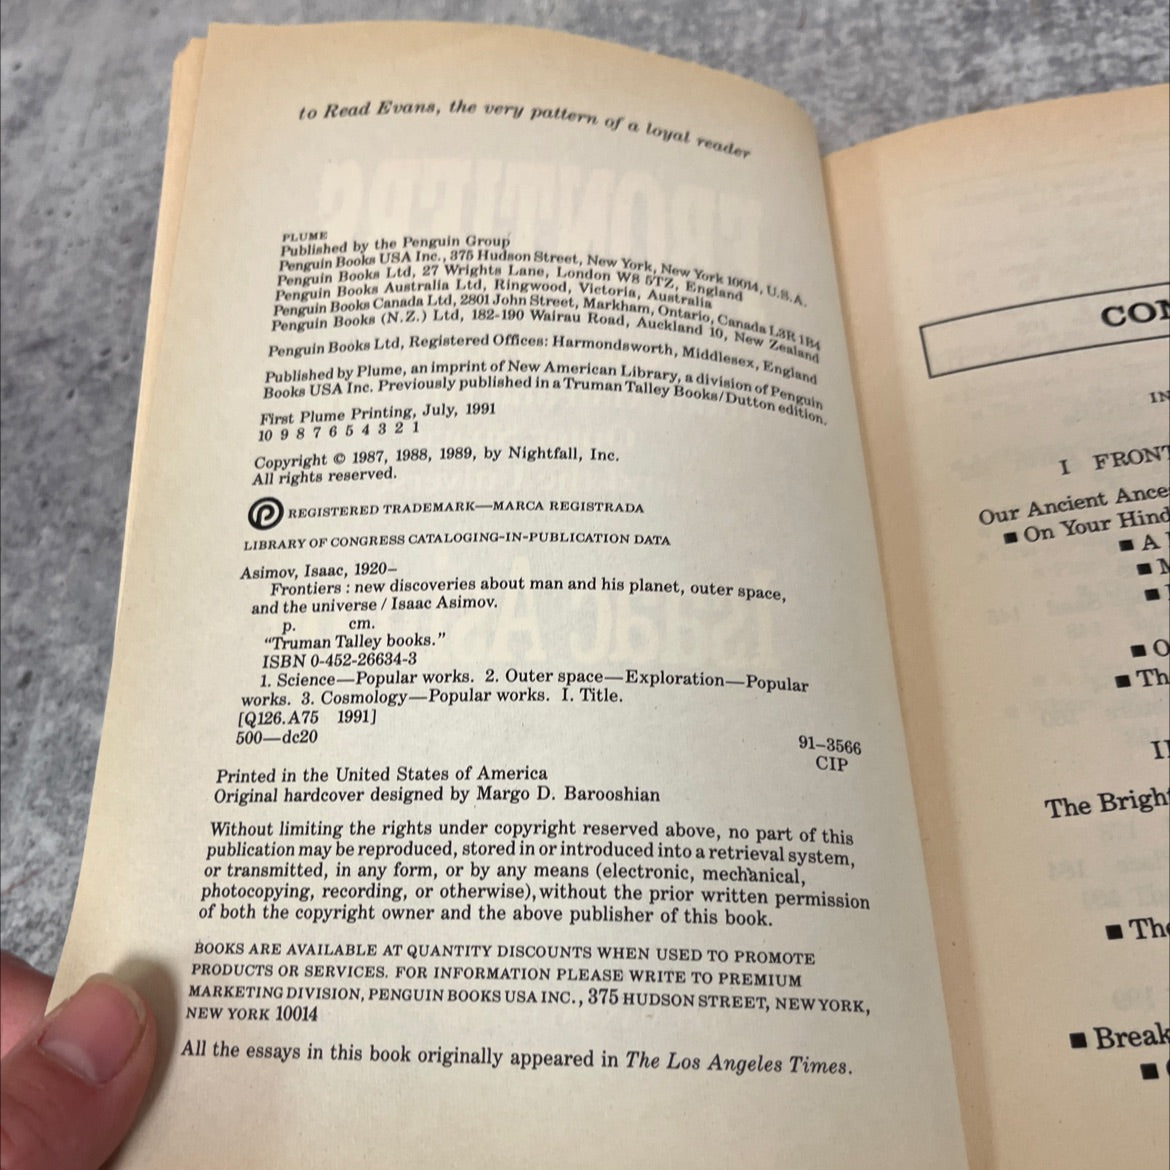 to Read Evans, the very pattern of a loyal reader
PLUME
Published by the Penguin Group
Penguin Books USA Inc., 375 Hudson Street, New York, New York 10014, U.S.A.
Penguin Books Ltd, 27 Wrights Lane, London W8 5TZ, England
Penguin Books Australia Ltd, Ringwood, Victoria, Australia
Penguin Books Canada Ltd, 2801 John Street, Markham, Ontario, Canada L3R 1B4
Penguin Books (N.Z.) Ltd, 182-190 Wairau Road, Auckland 10, New Zealand
Penguin Books Ltd, Registered Offices: Harmondsworth, Middlesex, England
Published by Plume, an imprint of New American Library, a division of Penguin
Books USA Inc. Previously published in a Truman Talley Books/Dutton edition.
First Plume Printing, July, 1991
10 9 8 7 6 5 4 3 2 1
Copyright © 1987, 1988, 1989, by Nightfall, Inc.
All rights reserved.
REGISTERED TRADEMARK—MARCA REGISTRADA
LIBRARY OF CONGRESS CATALOGING-IN-PUBLICATION DATA
Asimov, Isaac, 1920–
Frontiers : new discoveries about man and his planet, outer space,
and the universe / Isaac Asimov.
p. cm.
“Truman Talley books.”
ISBN 0-452-26634-3
1. Science—Popular works. 2. Outer space—Exploration—Popular
works. 3. Cosmology—Popular works. I. Title.
[Q126.A75 1991]
500—dc20
91–3566
CIP
Printed in the United States of America
Original hardcover designed by Margo D. Barooshian
Without limiting the rights under copyright reserved above, no part of this
publication may be reproduced, stored in or introduced into a retrieval system,
or transmitted, in any form, or by any means (electronic, mechanical,
photocopying, recording, or otherwise), without the prior written permission
of both the copyright owner and the above publisher of this book.
BOOKS ARE AVAILABLE AT QUANTITY DISCOUNTS WHEN USED TO PROMOTE
PRODUCTS OR SERVICES. FOR INFORMATION PLEASE WRITE TO PREMIUM
MARKETING DIVISION, PENGUIN BOOKS USA INC., 375 HUDSON STREET, NEW YORK,
NEW YORK 10014
All the essays in this book originally appeared in The Los Angeles Times.
CON
IN
I FRONT
Our Ancient Ance
■ On Your Hind
■ A
■ O
■ Th
The Bright
■ The
■ Break